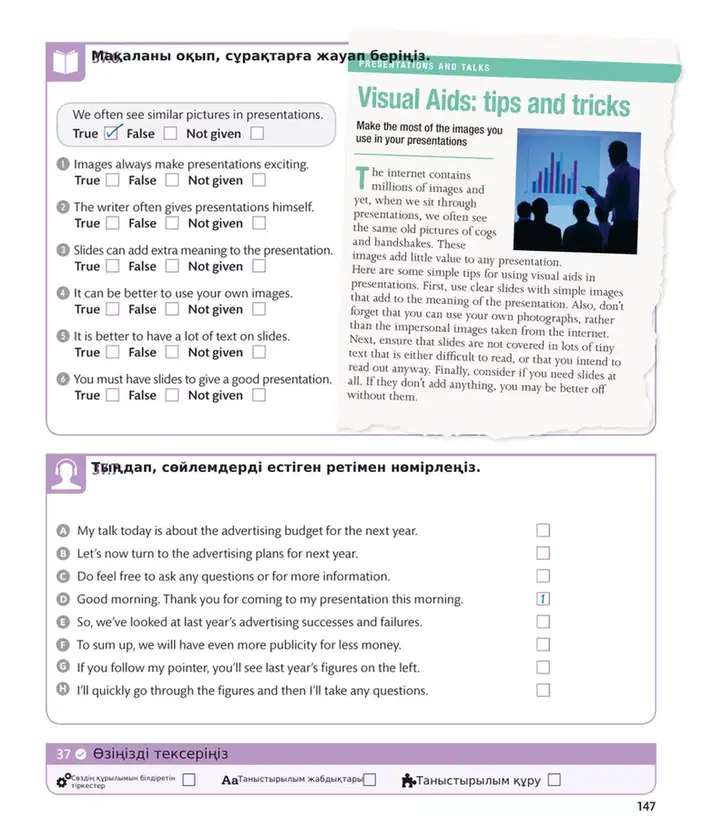 Мақаланы оқып, сұрақтарға жауап беріңіз.
We often see similar pictures in presentations.
True False Not given
1 Images always make presentations exciting.
True False Not given
2 The writer often gives presentations himself.
True False Not given
3 Slides can add extra meaning to the presentation.
True False Not given
4 It can be better to use your own images.
True False Not given
5 It is better to have a lot of text on slides.
True False Not given
6 You must have slides to give a good presentation.
True False Not given
PRESENTATIONS AND TALKS
Visual Aids: tips and tricks
Make the most of the images you
use in your presentations
The internet contains
millions of images and
yet, when we sit through
presentations, we often see
the same old pictures of cogs
and handshakes. These
images add little value to any presentation.
Here are some simple tips for using visual aids in
presentations. First, use clear slides with simple images
that add to the meaning of the presentation. Also, don't
forget that you can use your own photographs, rather
than the impersonal images taken from the internet.
Next, ensure that slides are not covered in lots of tiny
text that is either difficult to read, or that you intend to
read out anyway. Finally, consider if you need slides at
all. If they don't add anything, you may be better off
without them.
Тыңдап, сөйлемдерді естіген ретімен нөмірлеңіз.
A My talk today is about the advertising budget for the next year.
B Let's now turn to the advertising plans for next year.
C Do feel free to ask any questions or for more information.
D Good morning. Thank you for coming to my presentation this morning. 1
E So, we've looked at last year's advertising successes and failures.
F To sum up, we will have even more publicity for less money.
G If you follow my pointer, you'll see last year's figures on the left.
H I'll quickly go through the figures and then I'll take any questions.
37 Өзіңізді тексеріңіз
Сөздің құрылымын білдіретін
тіркестер
Aa Таныстырылым жабдықтары
Таныстырылым құру
147